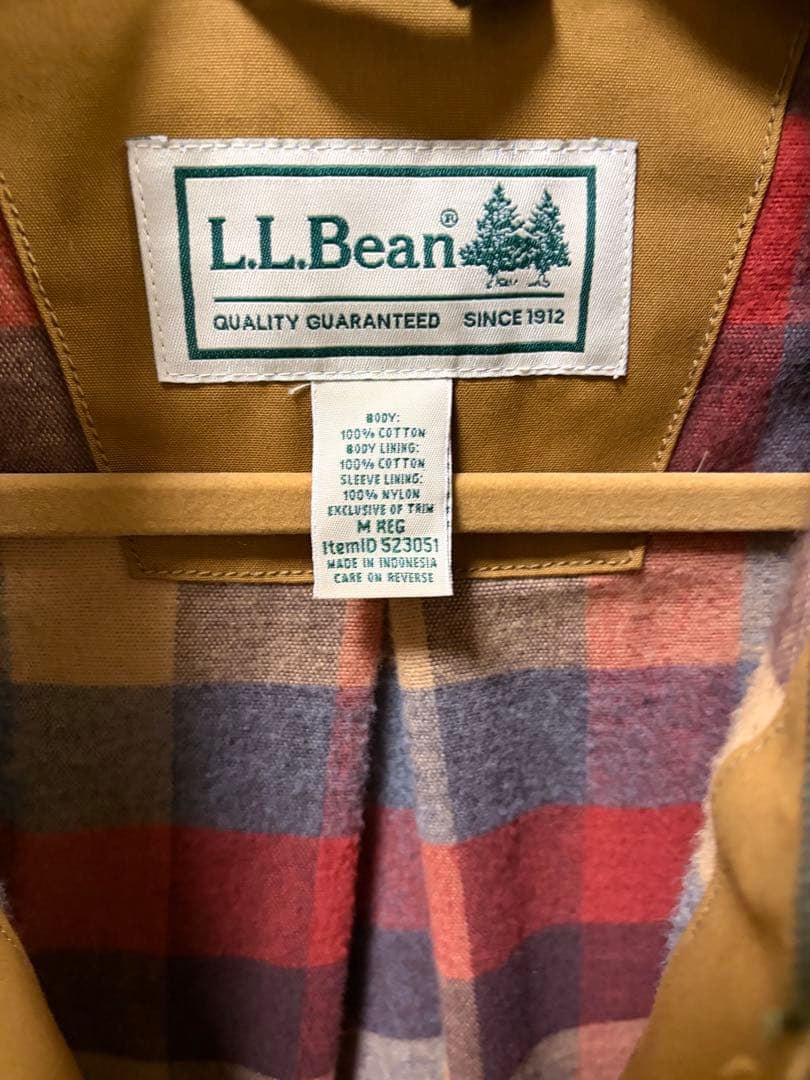 L.L.Bean®
QUALITY GUARANTEED SINCE 1912
BODY:
100% COTTON
BODY LINING:
100% COTTON
SLEEVE LINING:
100% NYLON
EXCLUSIVE OF TRIM
M REG
ItemID 523051
MADE IN INDONESIA
CARE ON REVERSE